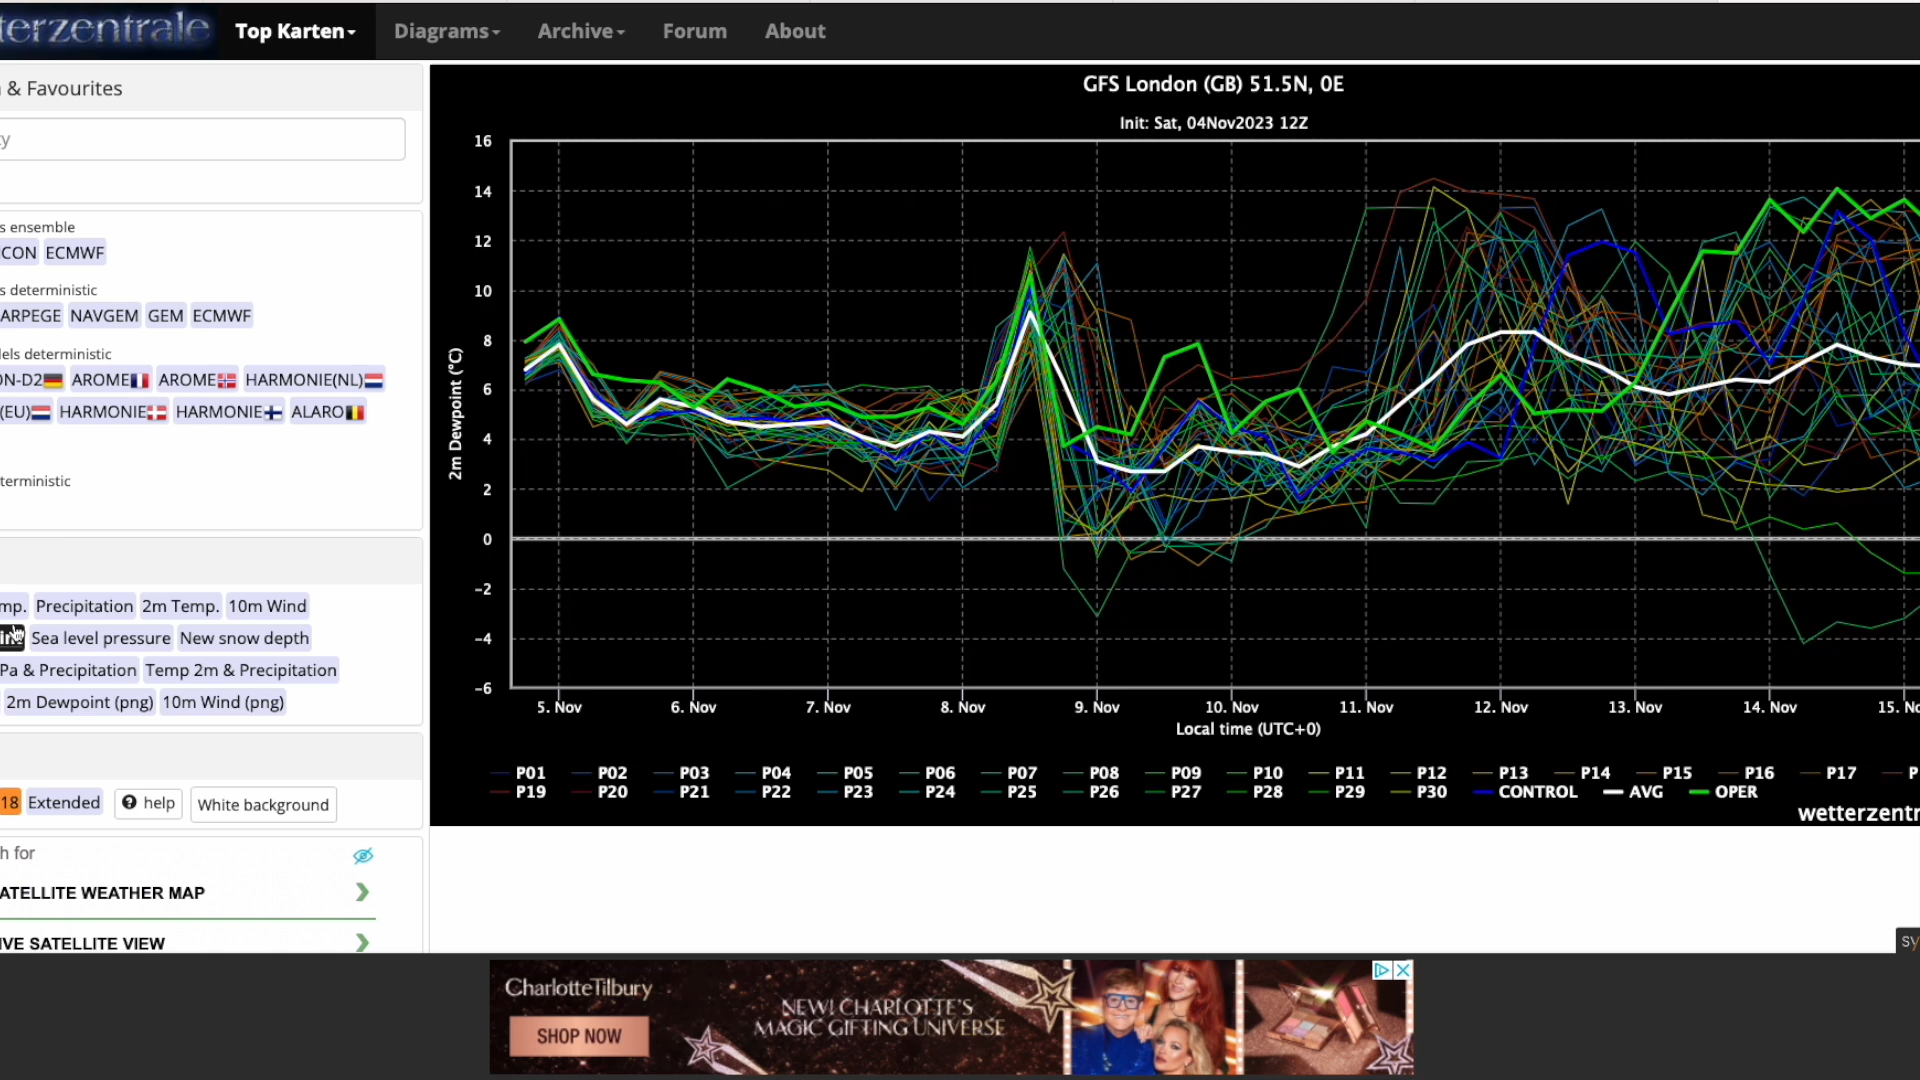 terzentrale
Top Karten
Diagrams
Archive
Forum
About
& Favourites
y
s ensemble
ICON ECMWF
s deterministic
ARPEGE NAVGEM GEM ECMWF
els deterministic
ON-D2 AROME AROME HARMONIE(NL)
(EU) HARMONIE HARMONIE ALARO
terministic
mp. Precipitation 2m Temp. 10m Wind
Sea level pressure New snow depth
Pa & Precipitation Temp 2m & Precipitation
2m Dewpoint (png) 10m Wind (png)
18 Extended help White background
h for
ATELLITE WEATHER MAP
IVE SATELLITE VIEW
GFS London (GB) 51.5N, 0E
Init: Sat, 04Nov2023 12Z
16
14
12
10
8
6
4
2
0
-2
-4
-6
2m Dewpoint (°C)
5. Nov 6. Nov 7. Nov 8. Nov 9. Nov 10. Nov 11. Nov 12. Nov 13. Nov 14. Nov 15. No
Local time (UTC+0)
P01 P02 P03 P04 P05 P06 P07 P08 P09 P10 P11 P12 P13 P14 P15 P16 P17 P
P19 P20 P21 P22 P23 P24 P25 P26 P27 P28 P29 P30 CONTROL AVG OPER
wetterzentr
sy
CharlotteTilbury
SHOP NOW
NEW! CHARLOTTE'S
MAGIC GIFTING UNIVERSE